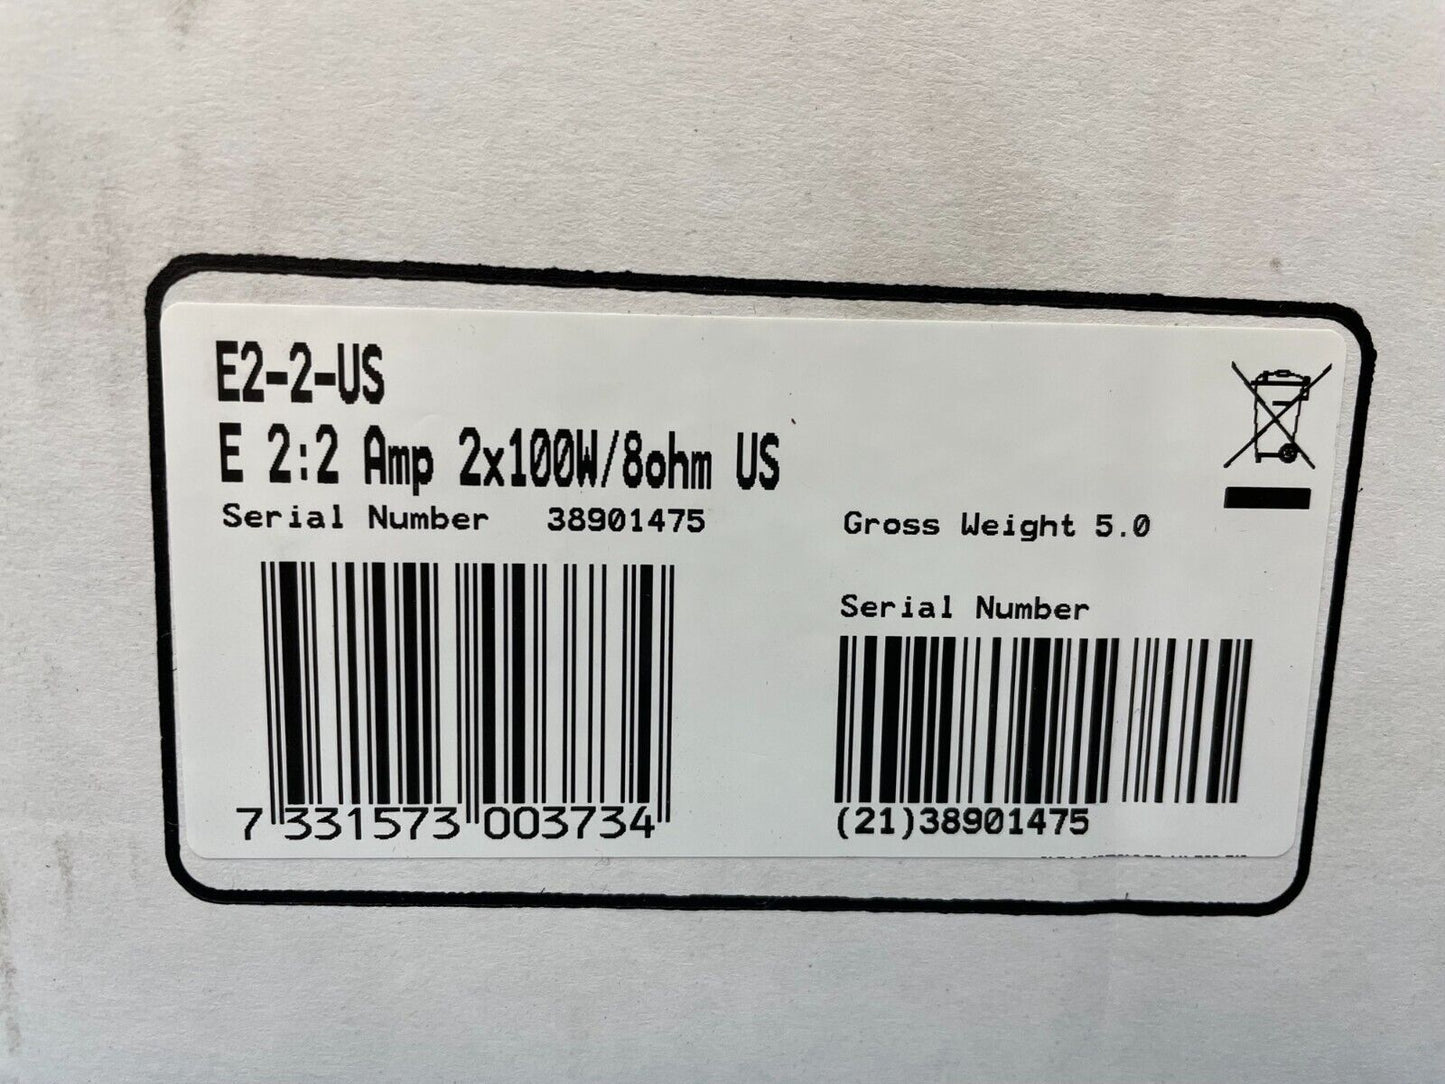 E2-2-US
E 2:2 Amp 2x100W/8ohm US
Serial Number 38901475
Gross Weight 5.0
Serial Number
7 331573 003734
(21)38901475